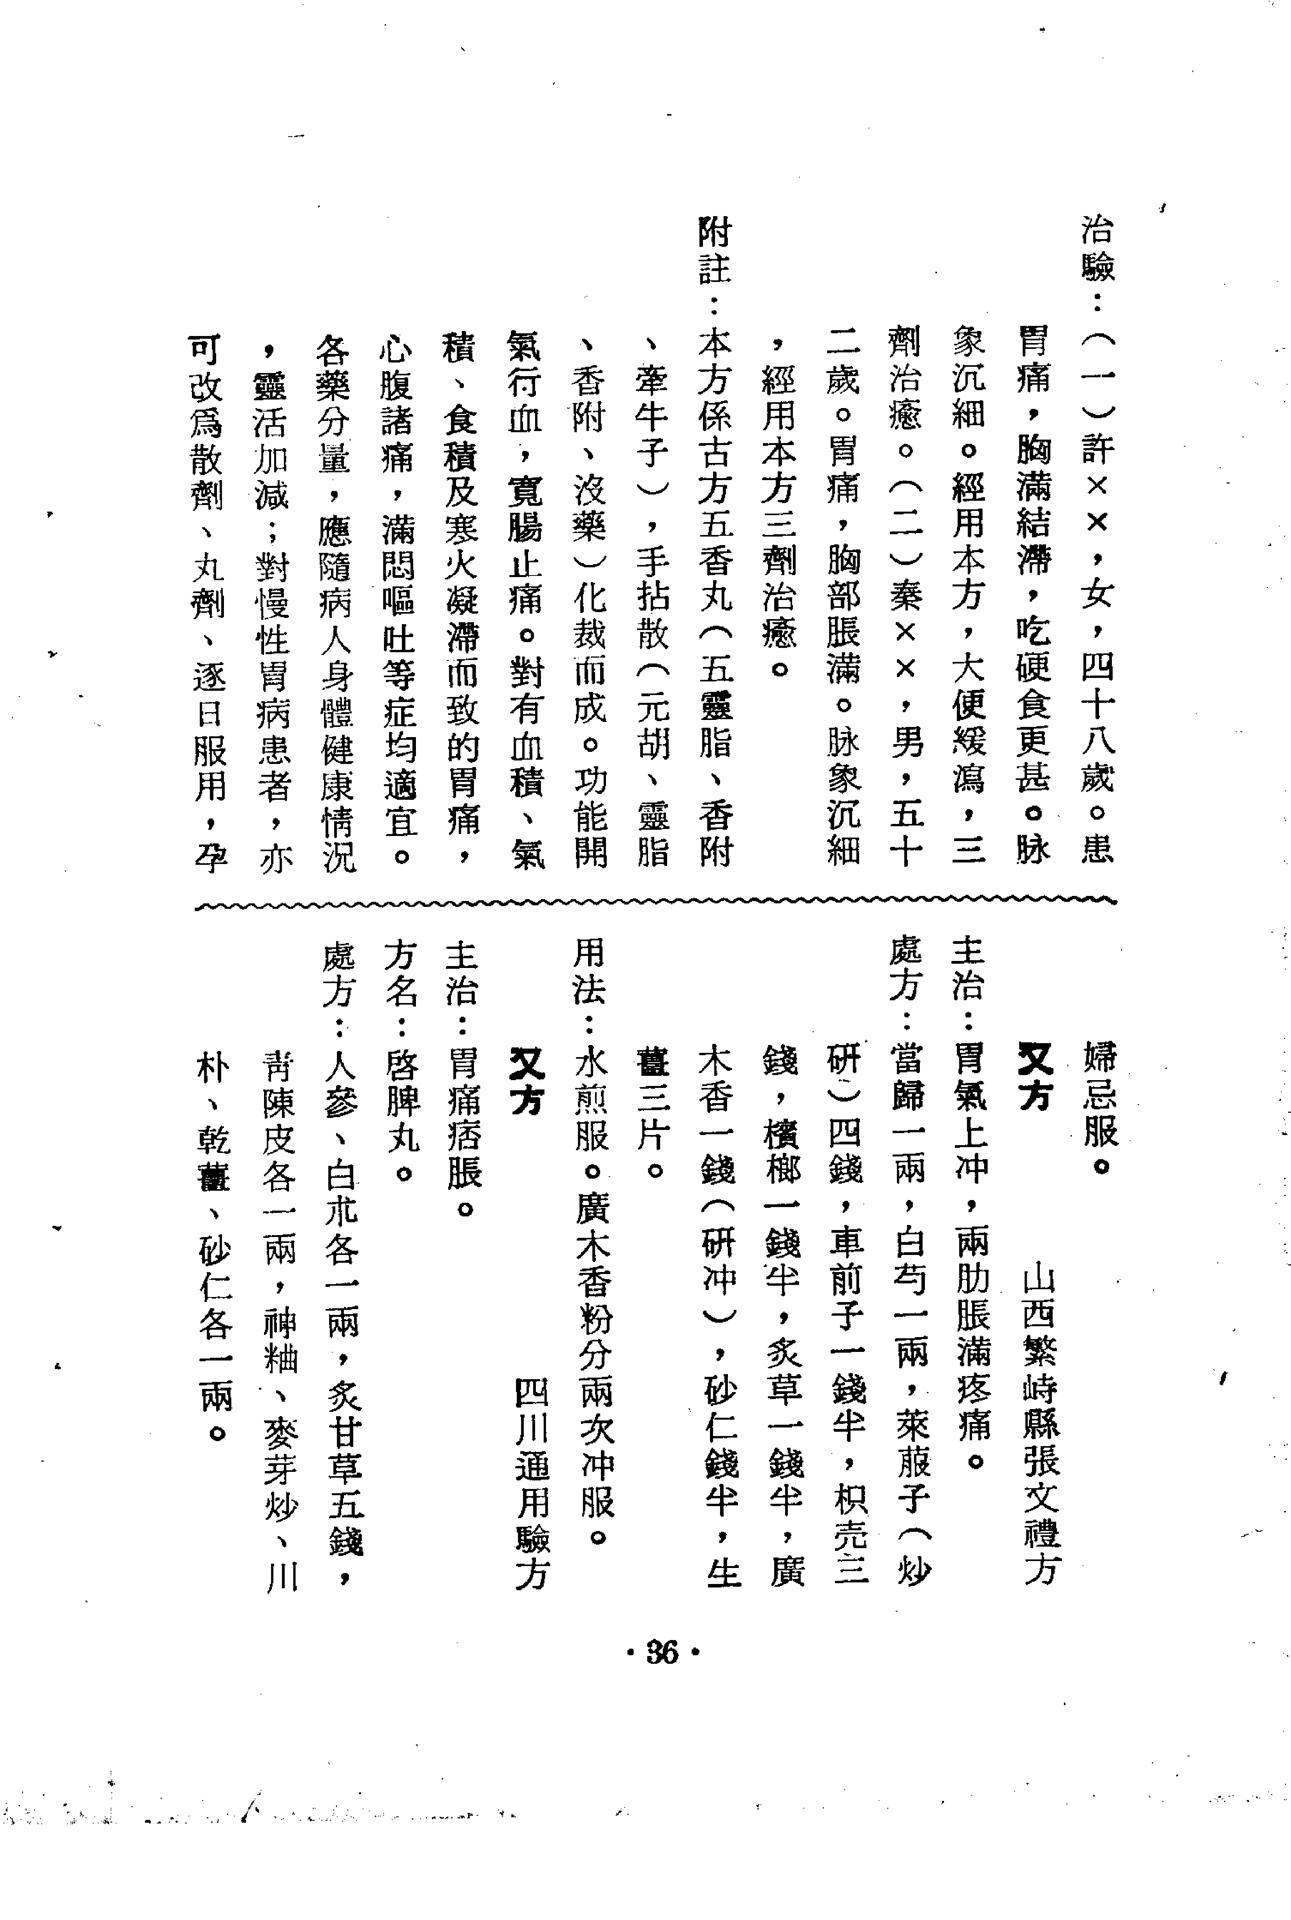 治驗：（一）許××，女，四十八歲。患
胃痛，胸滿結滯，吃硬食更甚。脉
象沉細。經用本方，大便緩瀉，三
劑治癒。（二）秦××，男，五十
二歲。胃痛，胸部脹滿。脉象沉細
，經用本方三劑治癒。
附註：本方係古方五香丸（五靈脂、香附
、牽牛子），手拈散（元胡、靈脂
、香附、沒藥）化裁而成。功能開
氣行血，寬腸止痛。對有血積、氣
積、食積及寒火凝滯而致的胃痛，
心腹諸痛，滿悶嘔吐等症均適宜。
各藥分量，應隨病人身體健康情況
，靈活加減；對慢性胃病患者，亦
可改爲散劑、丸劑、逐日服用，孕
婦忌服。
又方　山西繁峙縣張文禮方
主治：胃氣上冲，兩肋脹滿疼痛。
處方：當歸一兩，白芍一兩，萊菔子（炒
研）四錢，車前子一錢半，枳壳三
錢，檳榔一錢半，炙草一錢半，廣
木香一錢（研冲），砂仁錢半，生
薑三片。
用法：水煎服。廣木香粉分兩次冲服。
又方　四川通用驗方
主治：胃痛痞脹。
方名：啓脾丸。
處方：人參、白朮各一兩，炙甘草五錢，
靑陳皮各一兩，神粬、麥芽炒、川
朴、乾薑、砂仁各一兩。
·36·